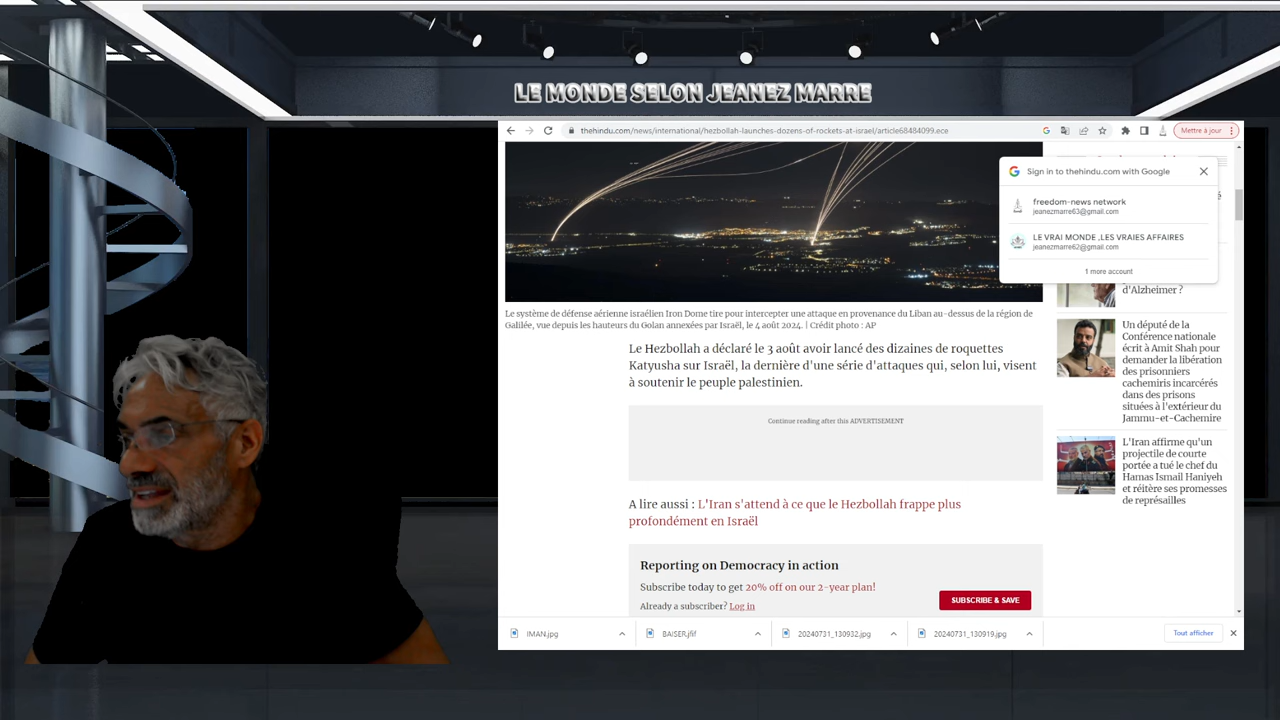 LE MONDE SELON JEANEZ MARRE
thehindu.com/news/international/hezbollah-launches-dozens-of-rockets-at-israel/article68484099.ece
Mettre à jour
Sign in to thehindu.com with Google
freedom-news network
jeanezmarre63@gmail.com
LE VRAI MONDE ,LES VRAIES AFFAIRES
jeanezmarre62@gmail.com
1 more account
Le système de défense aérienne israélien Iron Dome tire pour intercepter une attaque en provenance du Liban au-dessus de la région de
Galilée, vue depuis les hauteurs du Golan annexées par Israël, le 4 août 2024. | Crédit photo : AP
Le Hezbollah a déclaré le 3 août avoir lancé des dizaines de roquettes
Katyusha sur Israël, la dernière d'une série d'attaques qui, selon lui, visent
à soutenir le peuple palestinien.
Continue reading after this ADVERTISEMENT
A lire aussi : L'Iran s'attend à ce que le Hezbollah frappe plus
profondément en Israël
Reporting on Democracy in action
Subscribe today to get 20% off on our 2-year plan!
Already a subscriber? Log in
SUBSCRIBE & SAVE
d'Alzheimer ?
Un député de la
Conférence nationale
écrit à Amit Shah pour
demander la libération
des prisonniers
cachemiris incarcérés
dans des prisons
situées à l'extérieur du
Jammu-et-Cachemire
L'Iran affirme qu'un
projectile de courte
portée a tué le chef du
Hamas Ismail Haniyeh
et réitère ses promesses
de représailles
IMAN.jpg
BAISER.jfif
20240731_130932.jpg
20240731_130919.jpg
Tout afficher